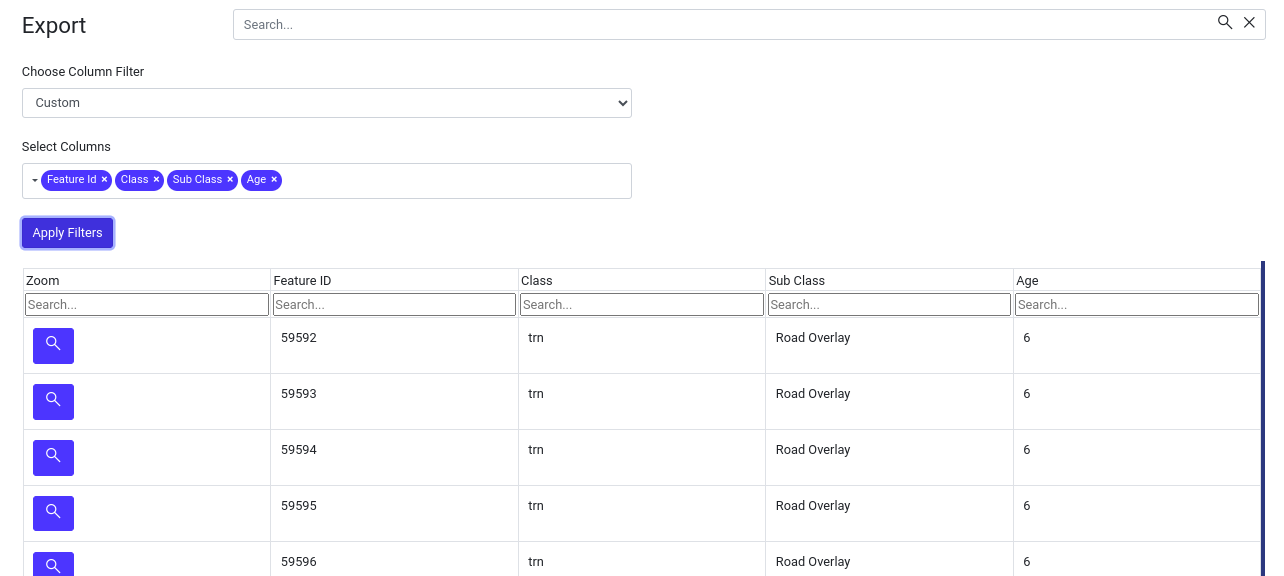 Export
Search...
Choose Column Filter
Custom
Select Columns
Feature Id × Class × Sub Class × Age ×
Apply Filters
Zoom Feature ID Class Sub Class Age
Search... Search... Search... Search... Search...
59592 trn Road Overlay 6
59593 trn Road Overlay 6
59594 trn Road Overlay 6
59595 trn Road Overlay 6
59596 trn Road Overlay 6